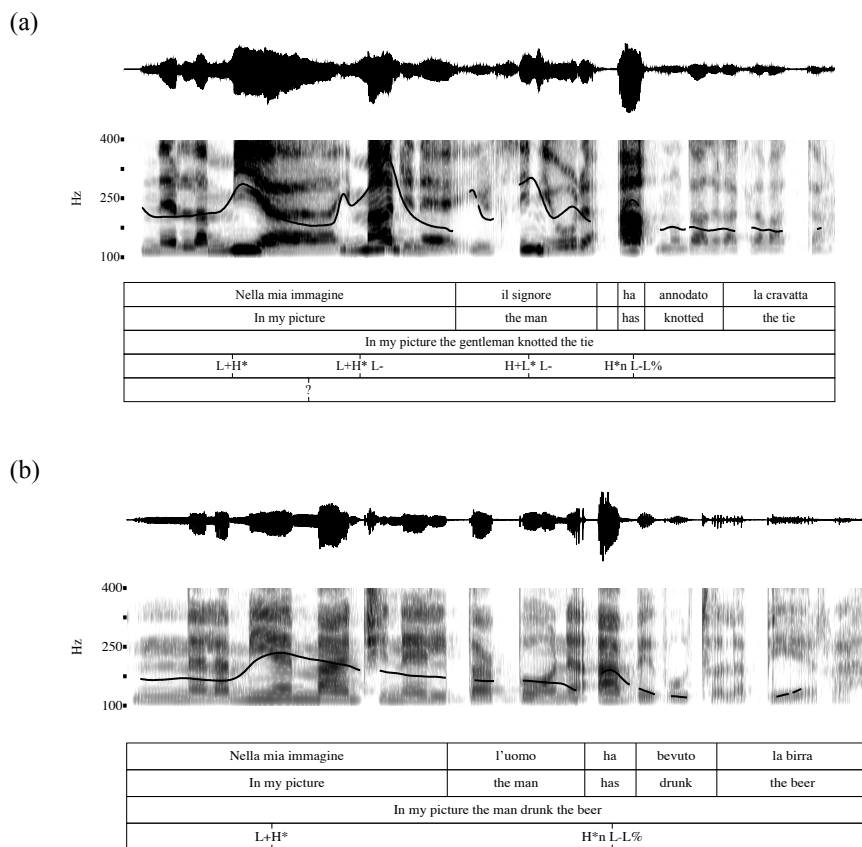 (a)
400
Hz
250
100
Nella mia immagine il signore ha annodato la cravatta
In my picture the man has knotted the tie
In my picture the gentleman knotted the tie
L+H* L+H* L- H+L* L- H*n L-L%
?
(b)
400
Hz
250
100
Nella mia immagine l'uomo ha bevuto la birra
In my picture the man has drunk the beer
In my picture the man drunk the beer
L+H* H*n L-L%